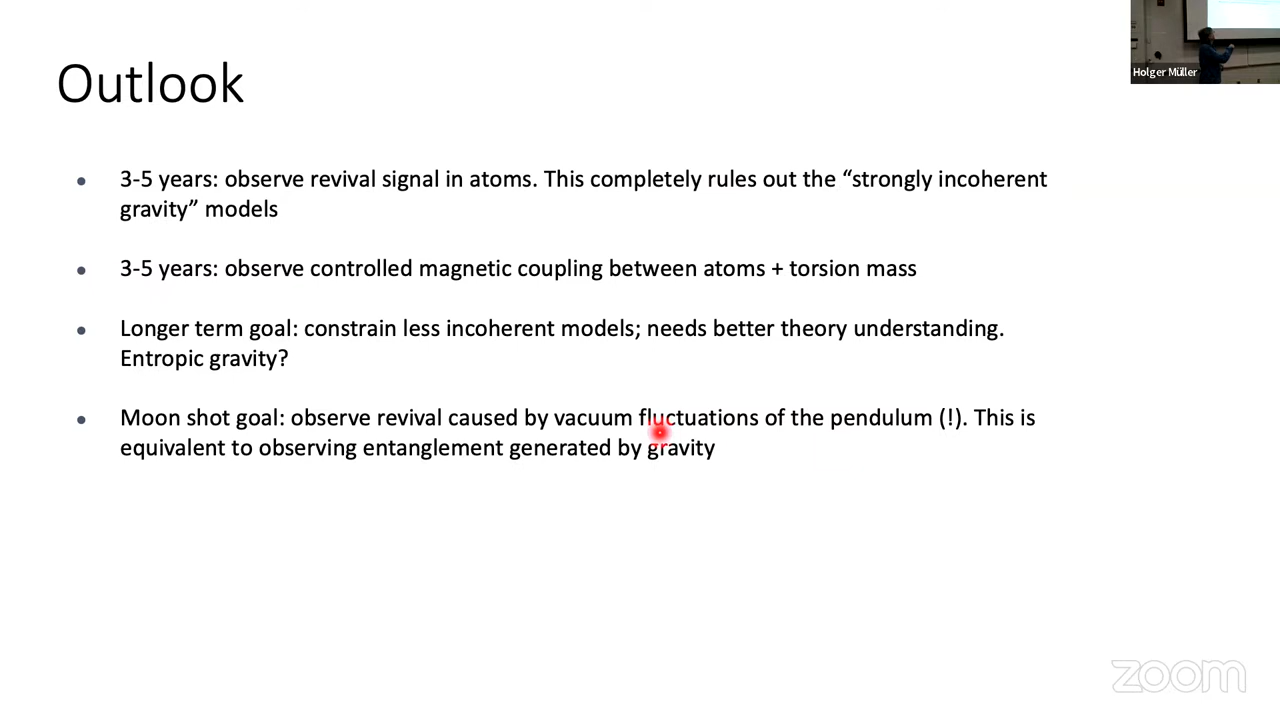 Holger Müller
Outlook
• 3-5 years: observe revival signal in atoms. This completely rules out the “strongly incoherent
gravity” models
• 3-5 years: observe controlled magnetic coupling between atoms + torsion mass
• Longer term goal: constrain less incoherent models; needs better theory understanding.
Entropic gravity?
• Moon shot goal: observe revival caused by vacuum fluctuations of the pendulum (!). This is
equivalent to observing entanglement generated by gravity
zoom